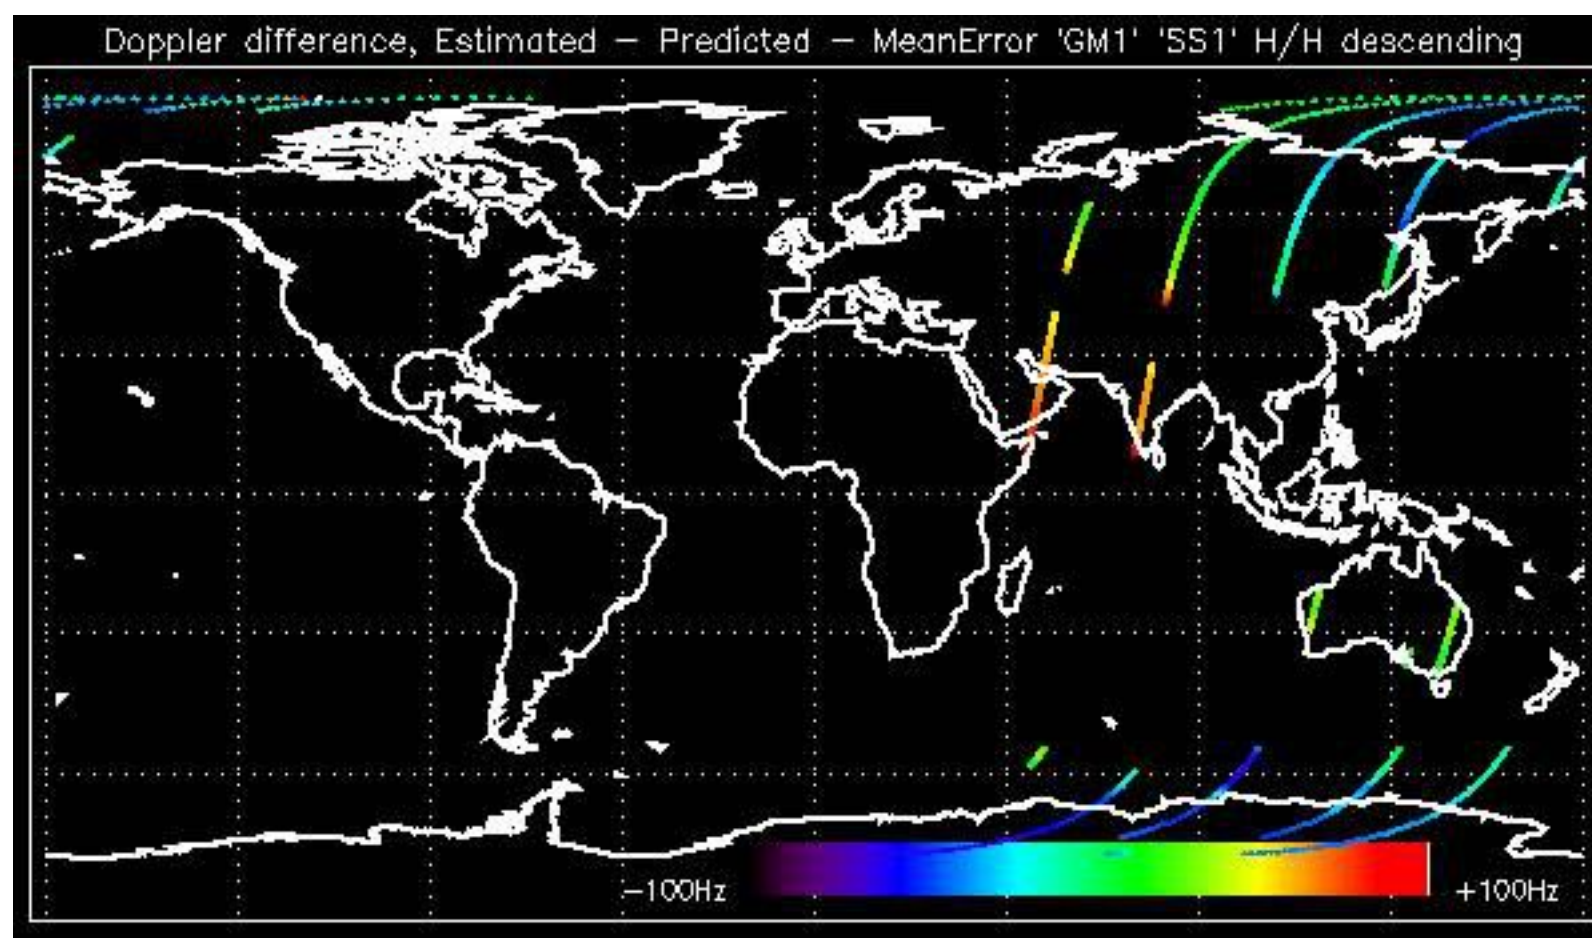 Doppler difference, Estimated – Predicted – MeanError 'GM1' 'SS1' H/H descending
–100Hz +100Hz